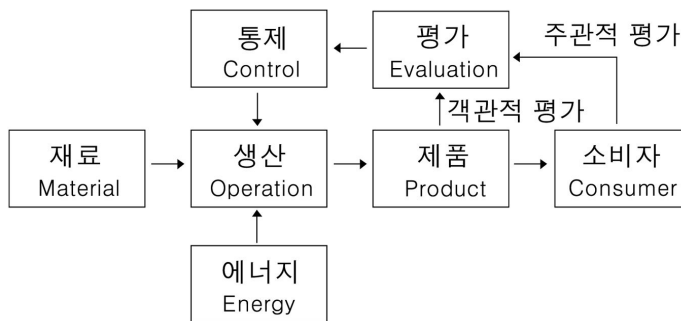 통제
Control
평가
Evaluation
주관적 평가
객관적 평가
재료
Material
생산
Operation
제품
Product
소비자
Consumer
에너지
Energy